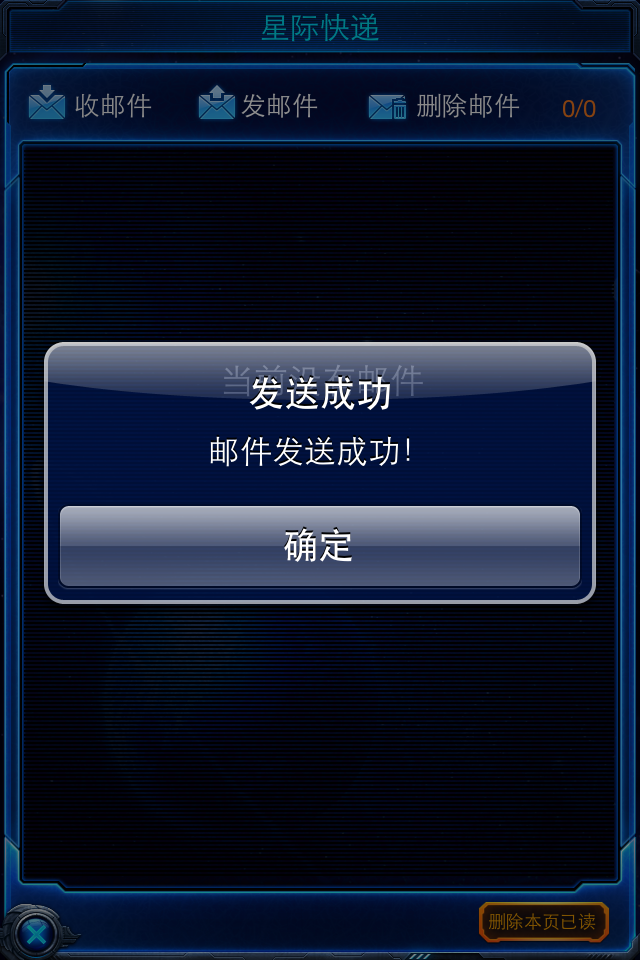 星际快递
收邮件 发邮件 删除邮件 0/0
当前没有邮件
发送成功
邮件发送成功!
确定
删除本页已读